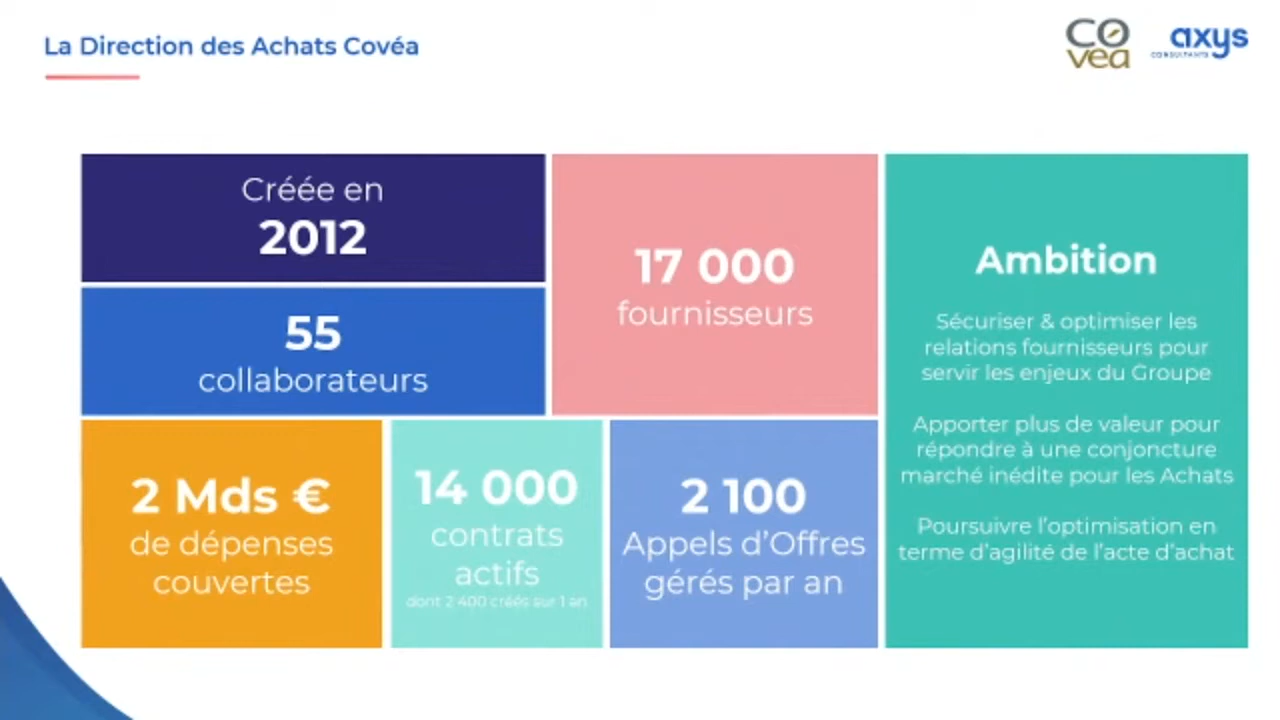 La Direction des Achats Covéa
COvéa
axys
CONSULTANTS
Créée en
2012
55
collaborateurs
17 000
fournisseurs
2 Mds €
de dépenses
couvertes
14 000
contrats
actifs
dont 2 400 créés sur 1 an
2 100
Appels d’Offres
gérés par an
Ambition
Sécuriser & optimiser les
relations fournisseurs pour
servir les enjeux du Groupe
Apporter plus de valeur pour
répondre à une conjoncture
marché inédite pour les Achats
Poursuivre l’optimisation en
terme d’agilité de l’acte d’achat